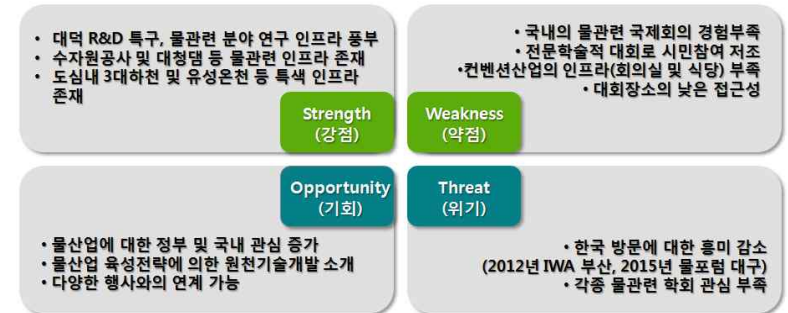 • 대덕 R&D 특구, 물관련 분야 연구 인프라 풍부
• 수자원공사 및 대청댐 등 물관련 인프라 존재
• 도심내 3대하천 및 유성온천 등 특색 인프라
존재
Strength
(강점)
• 국내의 물관련 국제회의 경험부족
• 전문학술적 대회로 시민참여 저조
•컨벤션산업의 인프라(회의실 및 식당) 부족
• 대회장소의 낮은 접근성
Weakness
(약점)
Opportunity
(기회)
• 물산업에 대한 정부 및 국내 관심 증가
• 물산업 육성전략에 의한 원천기술개발 소개
• 다양한 행사와의 연계 가능
Threat
(위기)
• 한국 방문에 대한 흥미 감소
(2012년 IWA 부산, 2015년 물포럼 대구)
• 각종 물관련 학회 관심 부족